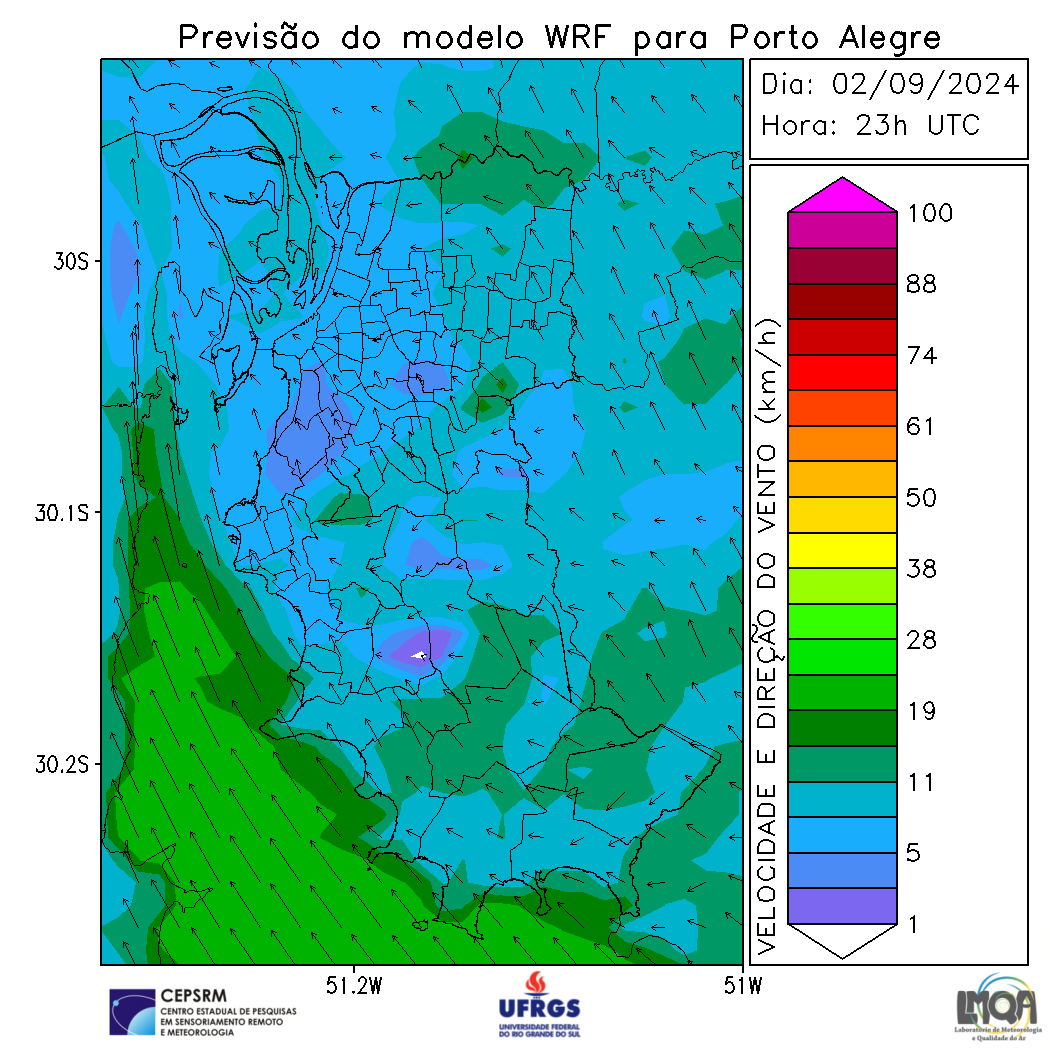 Previsão do modelo WRF para Porto Alegre
Dia: 02/09/2024
Hora: 23h UTC
30S
30.1S
30.2S
51.2W
51W
VELOCIDADE E DIREÇÃO DO VENTO (km/h)
100
88
74
61
50
38
28
19
11
5
1
CEPSRM
CENTRO ESTADUAL DE PESQUISAS
EM SENSORIAMENTO REMOTO
E METEOROLOGIA
UFRGS
UNIVERSIDADE FEDERAL
DO RIO GRANDE DO SUL
LMQA
Laboratório de Meteorologia
e Qualidade do Ar